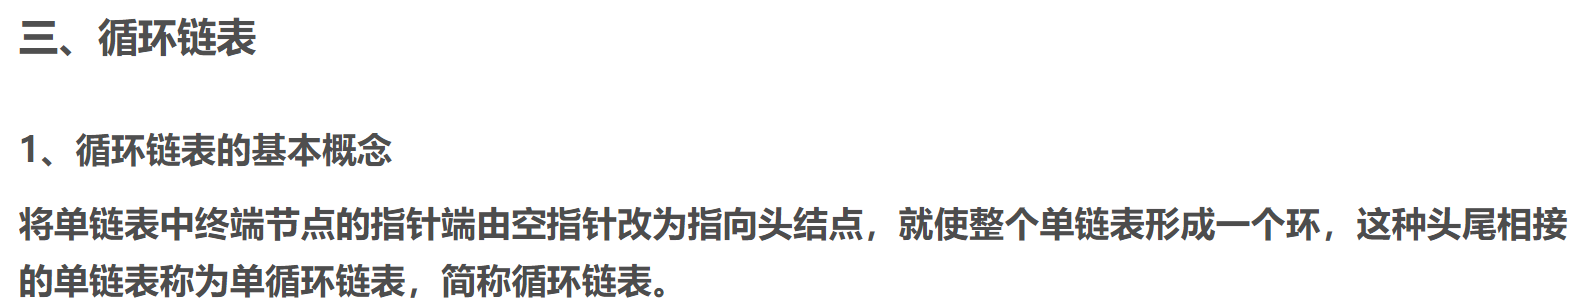 三、循环链表
1、循环链表的基本概念
将单链表中终端节点的指针端由空指针改为指向头结点，就使整个单链表形成一个环，这种头尾相接
的单链表称为单循环链表，简称循环链表。